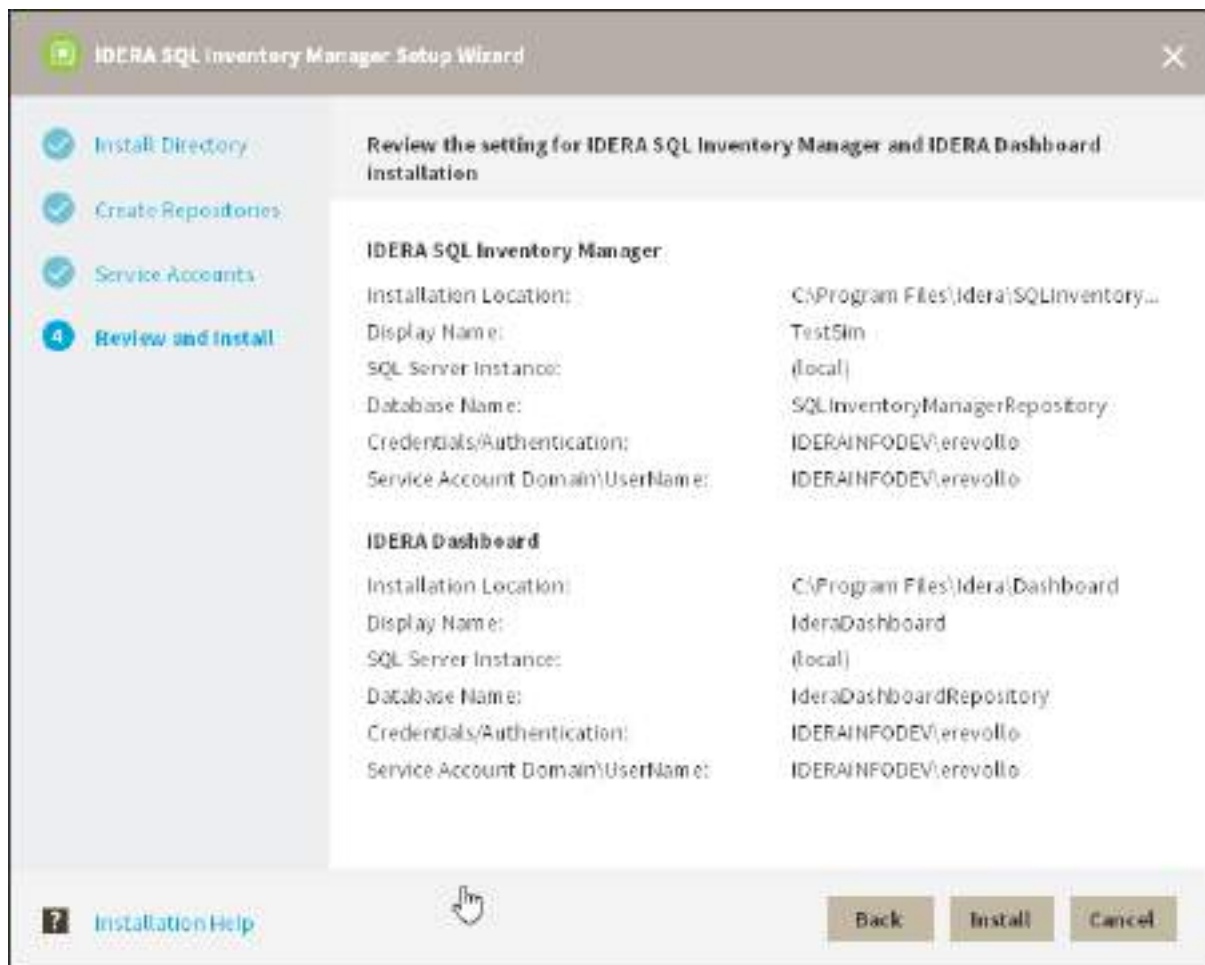 IDERA SQL Inventory Manager Setup Wizard
Install Directory
Create Repositories
Service Accounts
4 Review and Install
Review the setting for IDERA SQL Inventory Manager and IDERA Dashboard
installation
IDERA SQL Inventory Manager
Installation Location: C:\Program Files\Idera\SQLInventory...
Display Name: TestSim
SQL Server Instance: (local)
Database Name: SQLInventoryManagerRepository
Credentials/Authentication: IDERAINFODEV\erevollo
Service Account Domain\UserName: IDERAINFODEV\erevollo
IDERA Dashboard
Installation Location: C:\Program Files\Idera\Dashboard
Display Name: IderaDashboard
SQL Server Instance: (local)
Database Name: IderaDashboardRepository
Credentials/Authentication: IDERAINFODEV\erevollo
Service Account Domain\UserName: IDERAINFODEV\erevollo
? Installation Help
Back Install Cancel